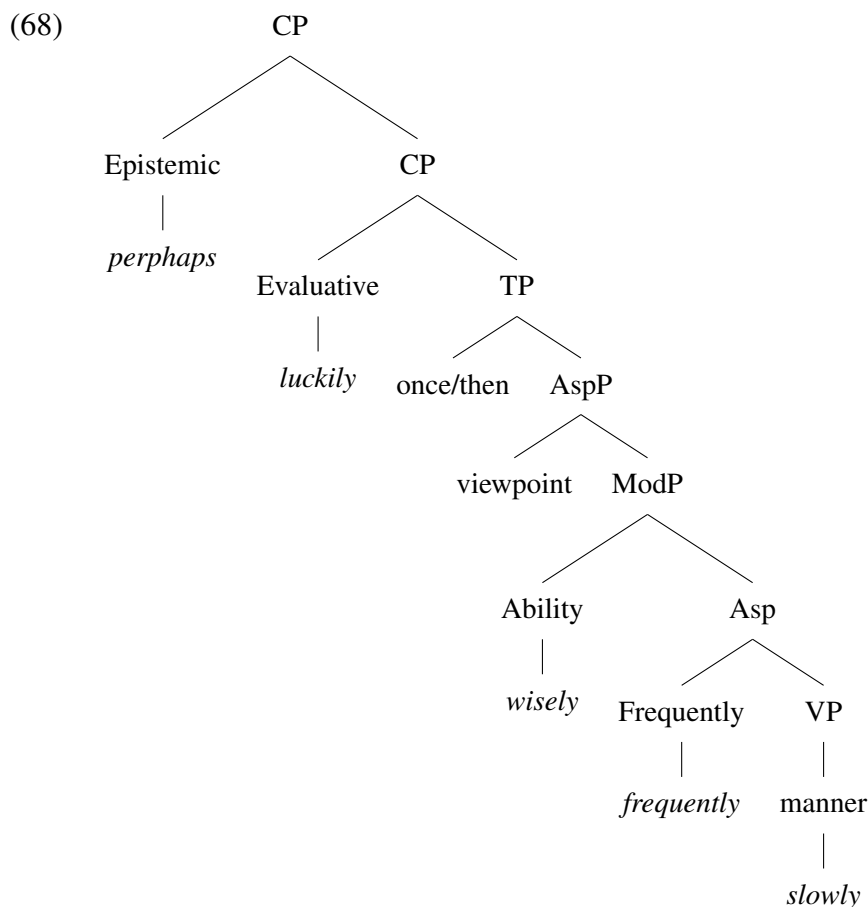 (68) CP
Epistemic CP
perphaps
Evaluative TP
luckily once/then AspP
viewpoint ModP
Ability Asp
wisely
Frequently VP
frequently manner
slowly